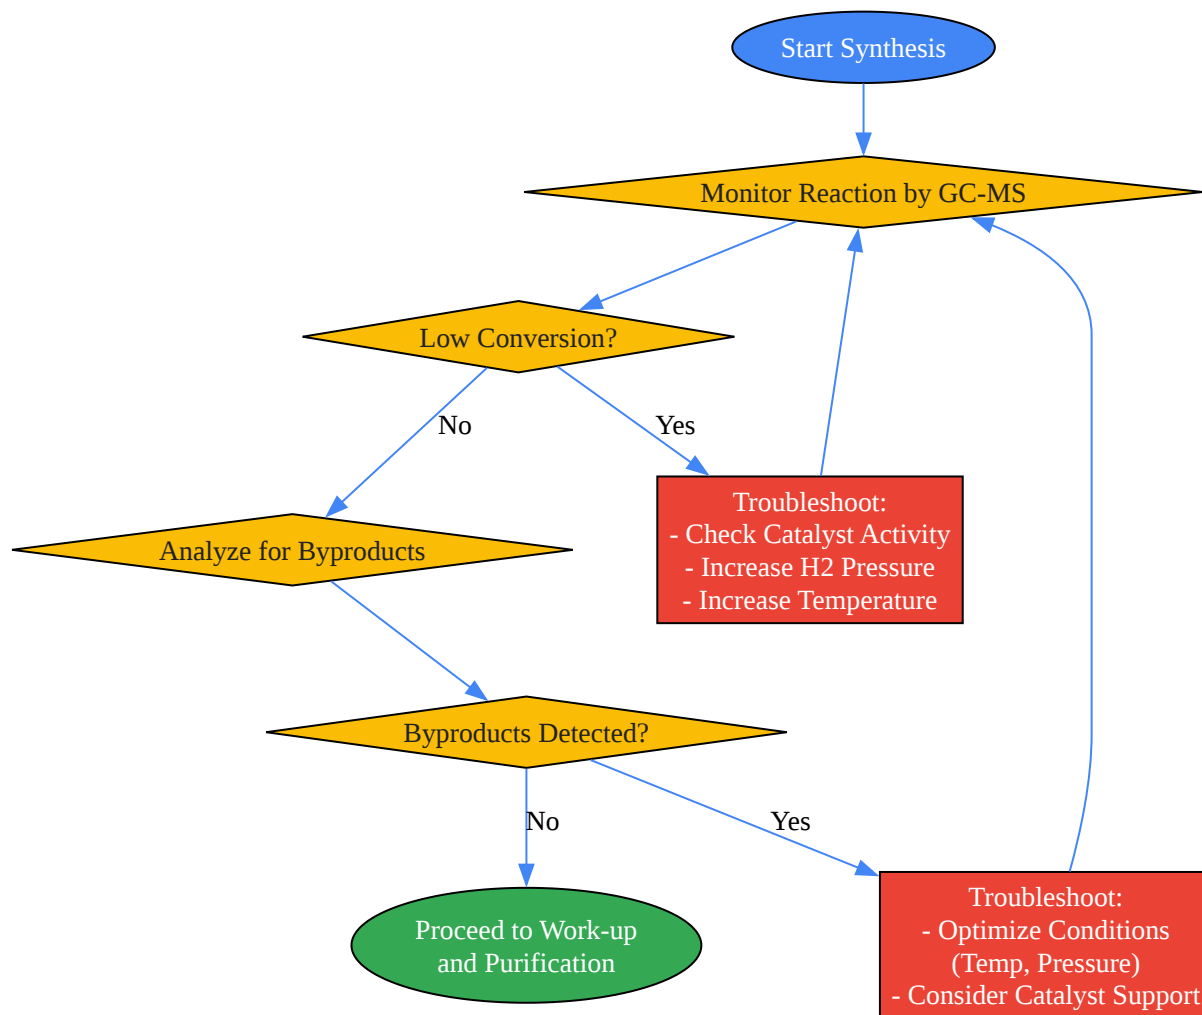 Start Synthesis
Monitor Reaction by GC-MS
Low Conversion?
No
Yes
Troubleshoot:
- Check Catalyst Activity
- Increase H2 Pressure
- Increase Temperature
Analyze for Byproducts
Byproducts Detected?
No
Yes
Proceed to Work-up
and Purification
Troubleshoot:
- Optimize Conditions
(Temp, Pressure)
- Consider Catalyst Support